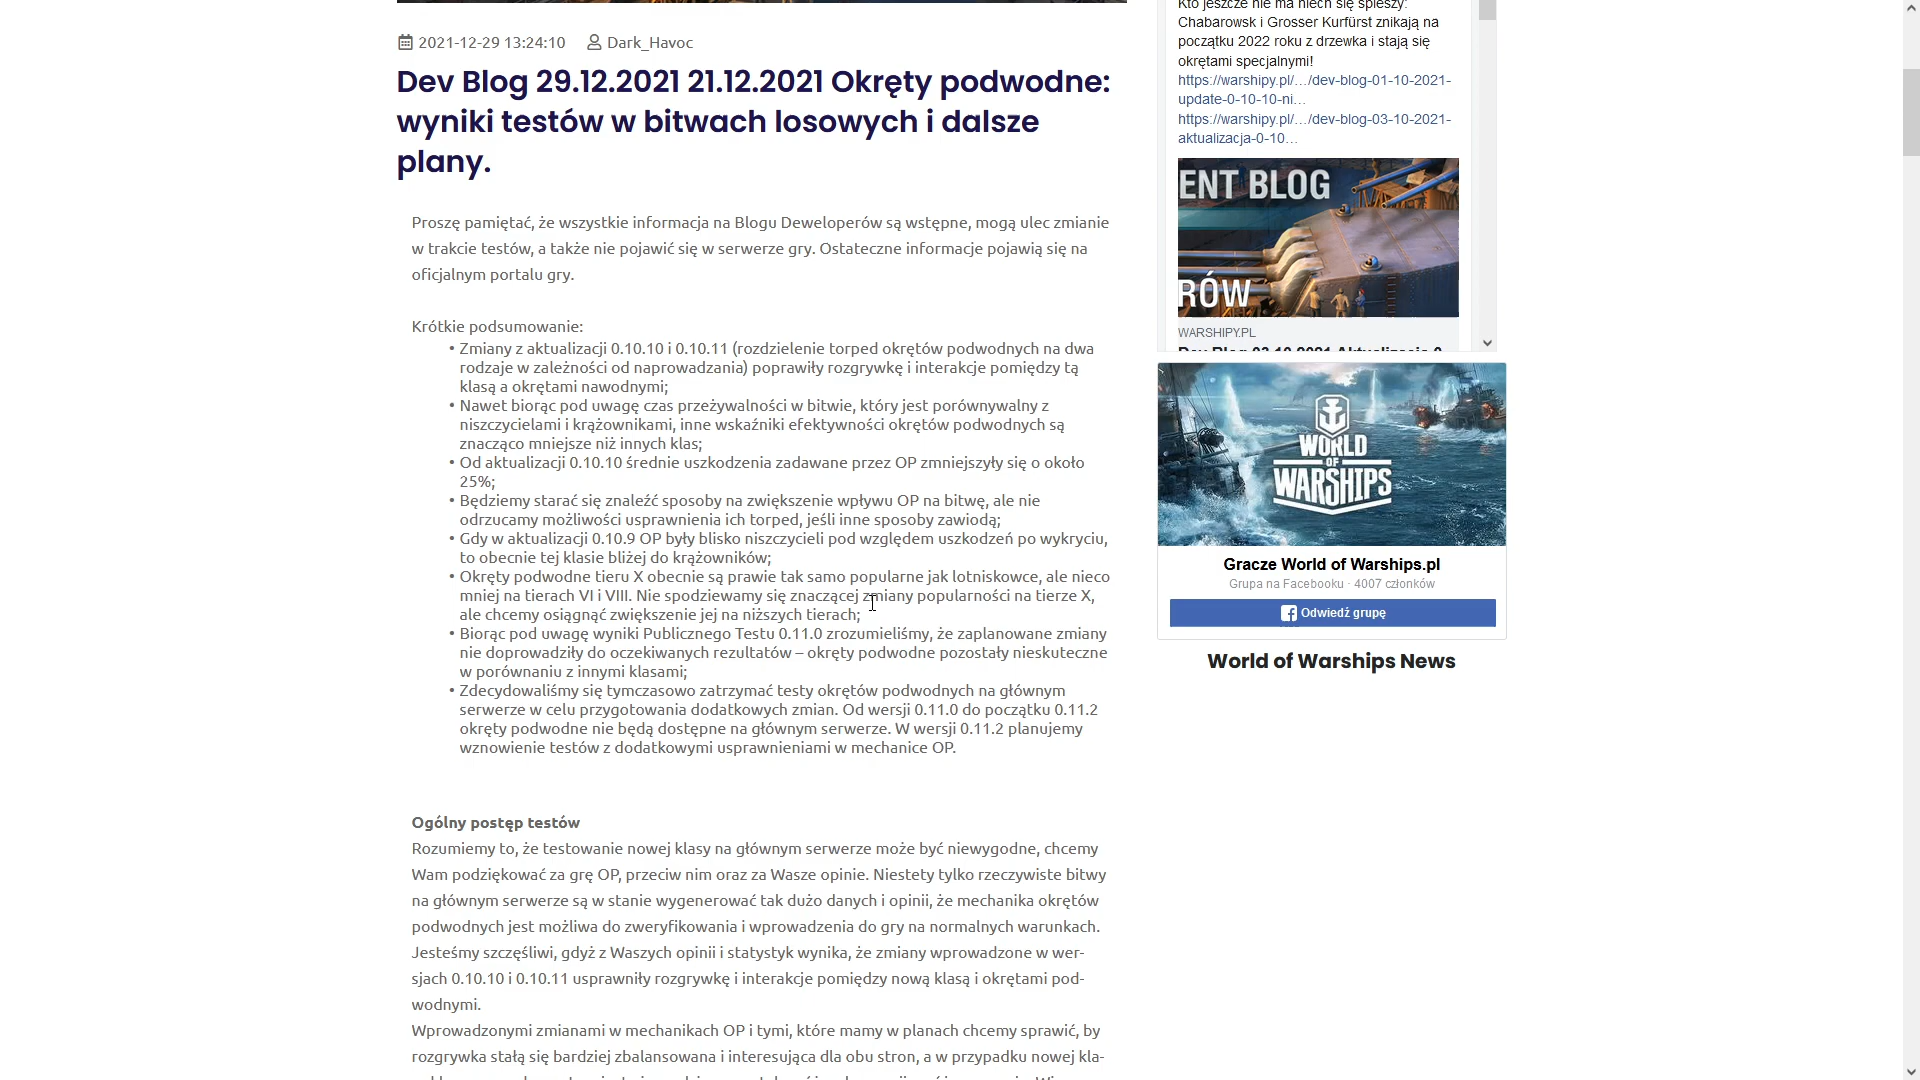 2021-12-29 13:24:10 Dark_Havoc
Dev Blog 29.12.2021 21.12.2021 Okręty podwodne:
wyniki testów w bitwach losowych i dalsze
plany.
Proszę pamiętać, że wszystkie informacja na Blogu Deweloperów są wstępne, mogą ulec zmianie
w trakcie testów, a także nie pojawić się w serwerze gry. Ostateczne informacje pojawią się na
oficjalnym portalu gry.
Krótkie podsumowanie:
• Zmiany z aktualizacji 0.10.10 i 0.10.11 (rozdzielenie torped okrętów podwodnych na dwa
rodzaje w zależności od naprowadzania) poprawiły rozgrywkę i interakcje pomiędzy tą
klasą a okrętami nawodnymi;
• Nawet biorąc pod uwagę czas przeżywalności w bitwie, który jest porównywalny z
niszczycielami i krążownikami, inne wskaźniki efektywności okrętów podwodnych są
znacząco mniejsze niż innych klas;
• Od aktualizacji 0.10.10 średnie uszkodzenia zadawane przez OP zmniejszyły się o około
25%;
• Będziemy starać się znaleźć sposoby na zwiększenie wpływu OP na bitwę, ale nie
odrzucamy możliwości usprawnienia ich torped, jeśli inne sposoby zawiodą;
• Gdy w aktualizacji 0.10.9 OP były blisko niszczycieli pod względem uszkodzeń po wykryciu,
to obecnie tej klasie bliżej do krążowników;
• Okręty podwodne tieru X obecnie są prawie tak samo popularne jak lotniskowce, ale nieco
mniej na tierach VI i VIII. Nie spodziewamy się znaczącej zmiany popularności na tierze X,
ale chcemy osiągnąć zwiększenie jej na niższych tierach;
• Biorąc pod uwagę wyniki Publicznego Testu 0.11.0 zrozumieliśmy, że zaplanowane zmiany
nie doprowadziły do oczekiwanych rezultatów – okręty podwodne pozostały nieskuteczne
w porównaniu z innymi klasami;
• Zdecydowaliśmy się tymczasowo zatrzymać testy okrętów podwodnych na głównym
serwerze w celu przygotowania dodatkowych zmian. Od wersji 0.11.0 do początku 0.11.2
okręty podwodne nie będą dostępne na głównym serwerze. W wersji 0.11.2 planujemy
wznowienie testów z dodatkowymi usprawnieniami w mechanice OP.
Ogólny postęp testów
Rozumiemy to, że testowanie nowej klasy na głównym serwerze może być niewygodne, chcemy
Wam podziękować za grę OP, przeciw nim oraz za Wasze opinie. Niestety tylko rzeczywiste bitwy
na głównym serwerze są w stanie wygenerować tak dużo danych i opinii, że mechanika okrętów
podwodnych jest możliwa do zweryfikowania i wprowadzenia do gry na normalnych warunkach.
Jesteśmy szczęśliwi, gdyż z Waszych opinii i statystyk wynika, że zmiany wprowadzone w wer-
sjach 0.10.10 i 0.10.11 usprawniły rozgrywkę i interakcje pomiędzy nową klasą i okrętami pod-
wodnymi.
Wprowadzonymi zmianami w mechanikach OP i tymi, które mamy w planach chcemy sprawić, by
rozgrywka stałą się bardziej zbalansowana i interesująca dla obu stron, a w przypadku nowej kla-
Kto jeszcze nie ma niech się spieszy:
Chabarowsk i Grosser Kurfürst znikają na
początku 2022 roku z drzewka i stają się
okrętami specjalnymi!
https://warshipy.pl/.../dev-blog-01-10-2021-
update-0-10-10-ni...
https://warshipy.pl/.../dev-blog-03-10-2021-
aktualizacja-0-10...
ENT BLOG
RÓW
WARSHIPY.PL
Dev Blog 03.10.2021 Aktualizacja 0
WORLD
OF
WARSHIPS
Gracze World of Warships.pl
Grupa na Facebooku · 4007 członków
Odwiedź grupę
World of Warships News